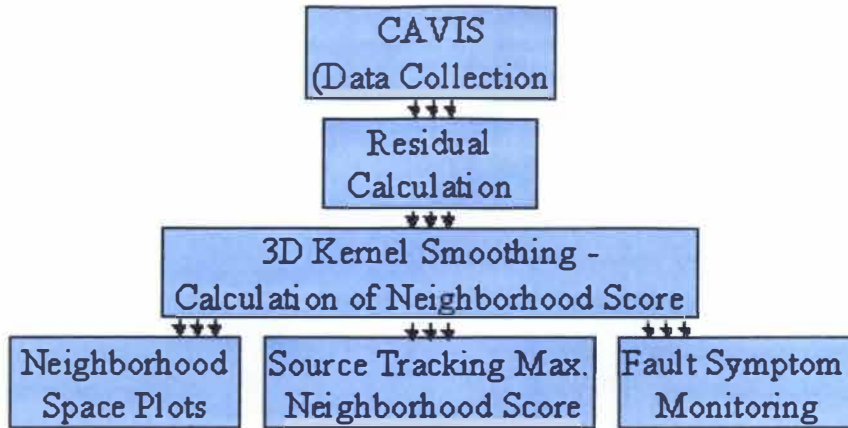 CAVIS
(Data Collection
Residual
Calculation
3D Kernel Smoothing -
Calculation of Neighborhood Score
Neighborhood
Space Plots
Source Tracking Max.
Neighborhood Score
Fault Symptom
Monitoring